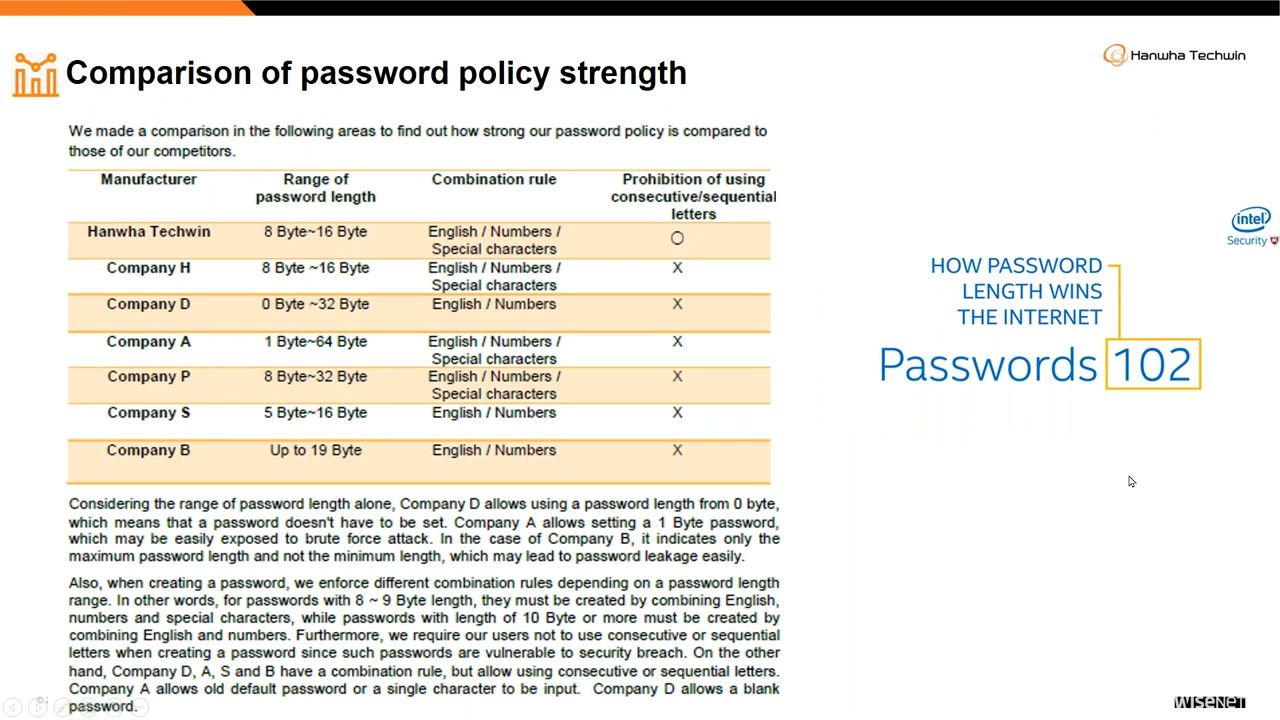 Hanwha Techwin
Comparison of password policy strength
We made a comparison in the following areas to find out how strong our password policy is compared to
those of our competitors.
Manufacturer Range of password length Combination rule Prohibition of using consecutive/sequential letters
Hanwha Techwin 8 Byte~16 Byte English / Numbers / Special characters O
Company H 8 Byte ~16 Byte English / Numbers / Special characters X
Company D 0 Byte ~32 Byte English / Numbers X
Company A 1 Byte~64 Byte English / Numbers / Special characters X
Company P 8 Byte~32 Byte English / Numbers / Special characters X
Company S 5 Byte~16 Byte English / Numbers X
Company B Up to 19 Byte English / Numbers X
Considering the range of password length alone, Company D allows using a password length from 0 byte,
which means that a password doesn't have to be set. Company A allows setting a 1 Byte password,
which may be easily exposed to brute force attack. In the case of Company B, it indicates only the
maximum password length and not the minimum length, which may lead to password leakage easily.
Also, when creating a password, we enforce different combination rules depending on a password length
range. In other words, for passwords with 8 ~ 9 Byte length, they must be created by combining English,
numbers and special characters, while passwords with length of 10 Byte or more must be created by
combining English and numbers. Furthermore, we require our users not to use consecutive or sequential
letters when creating a password since such passwords are vulnerable to security breach. On the other
hand, Company D, A, S and B have a combination rule, but allow using consecutive or sequential letters.
Company A allows old default password or a single character to be input. Company D allows a blank
password.
intel
Security
HOW PASSWORD
LENGTH WINS
THE INTERNET
Passwords 102
WISENET